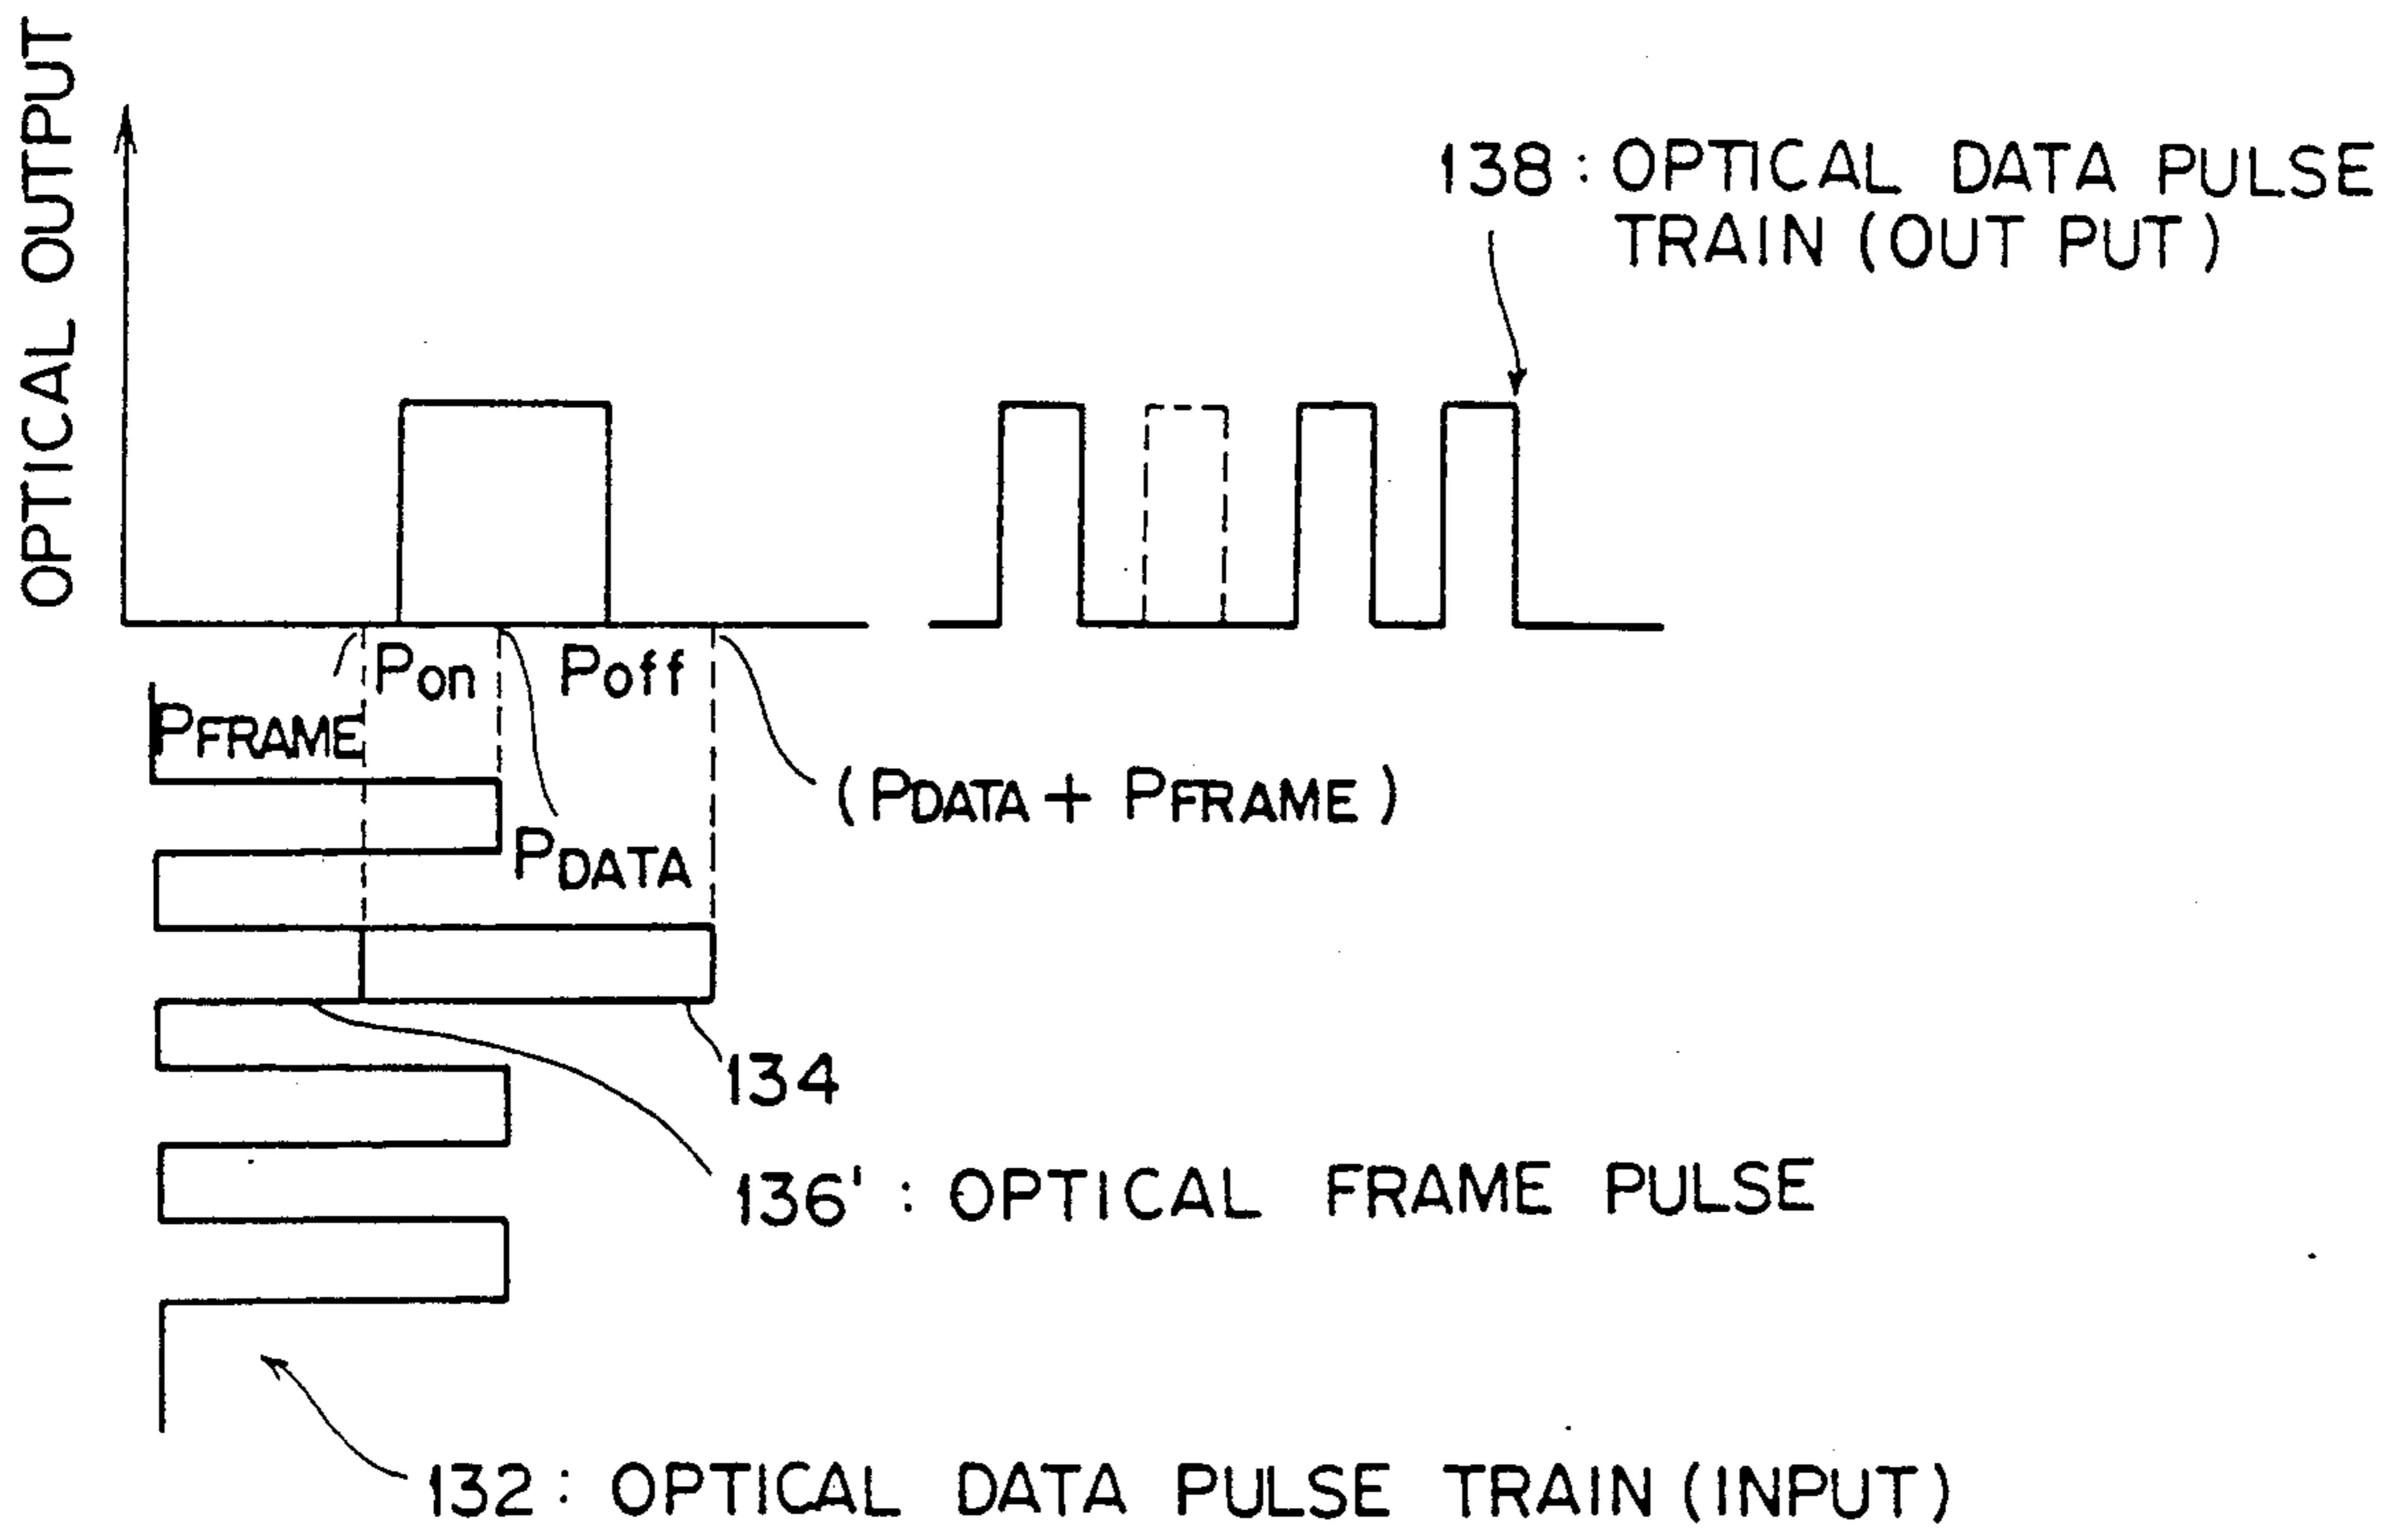 OPTICAL OUTPUT
138 : OPTICAL DATA PULSE
TRAIN (OUT PUT)
Pon
Poff
PFRAME
(PDATA + PFRAME)
PDATA
134
136' : OPTICAL FRAME PULSE
132 : OPTICAL DATA PULSE TRAIN (INPUT)